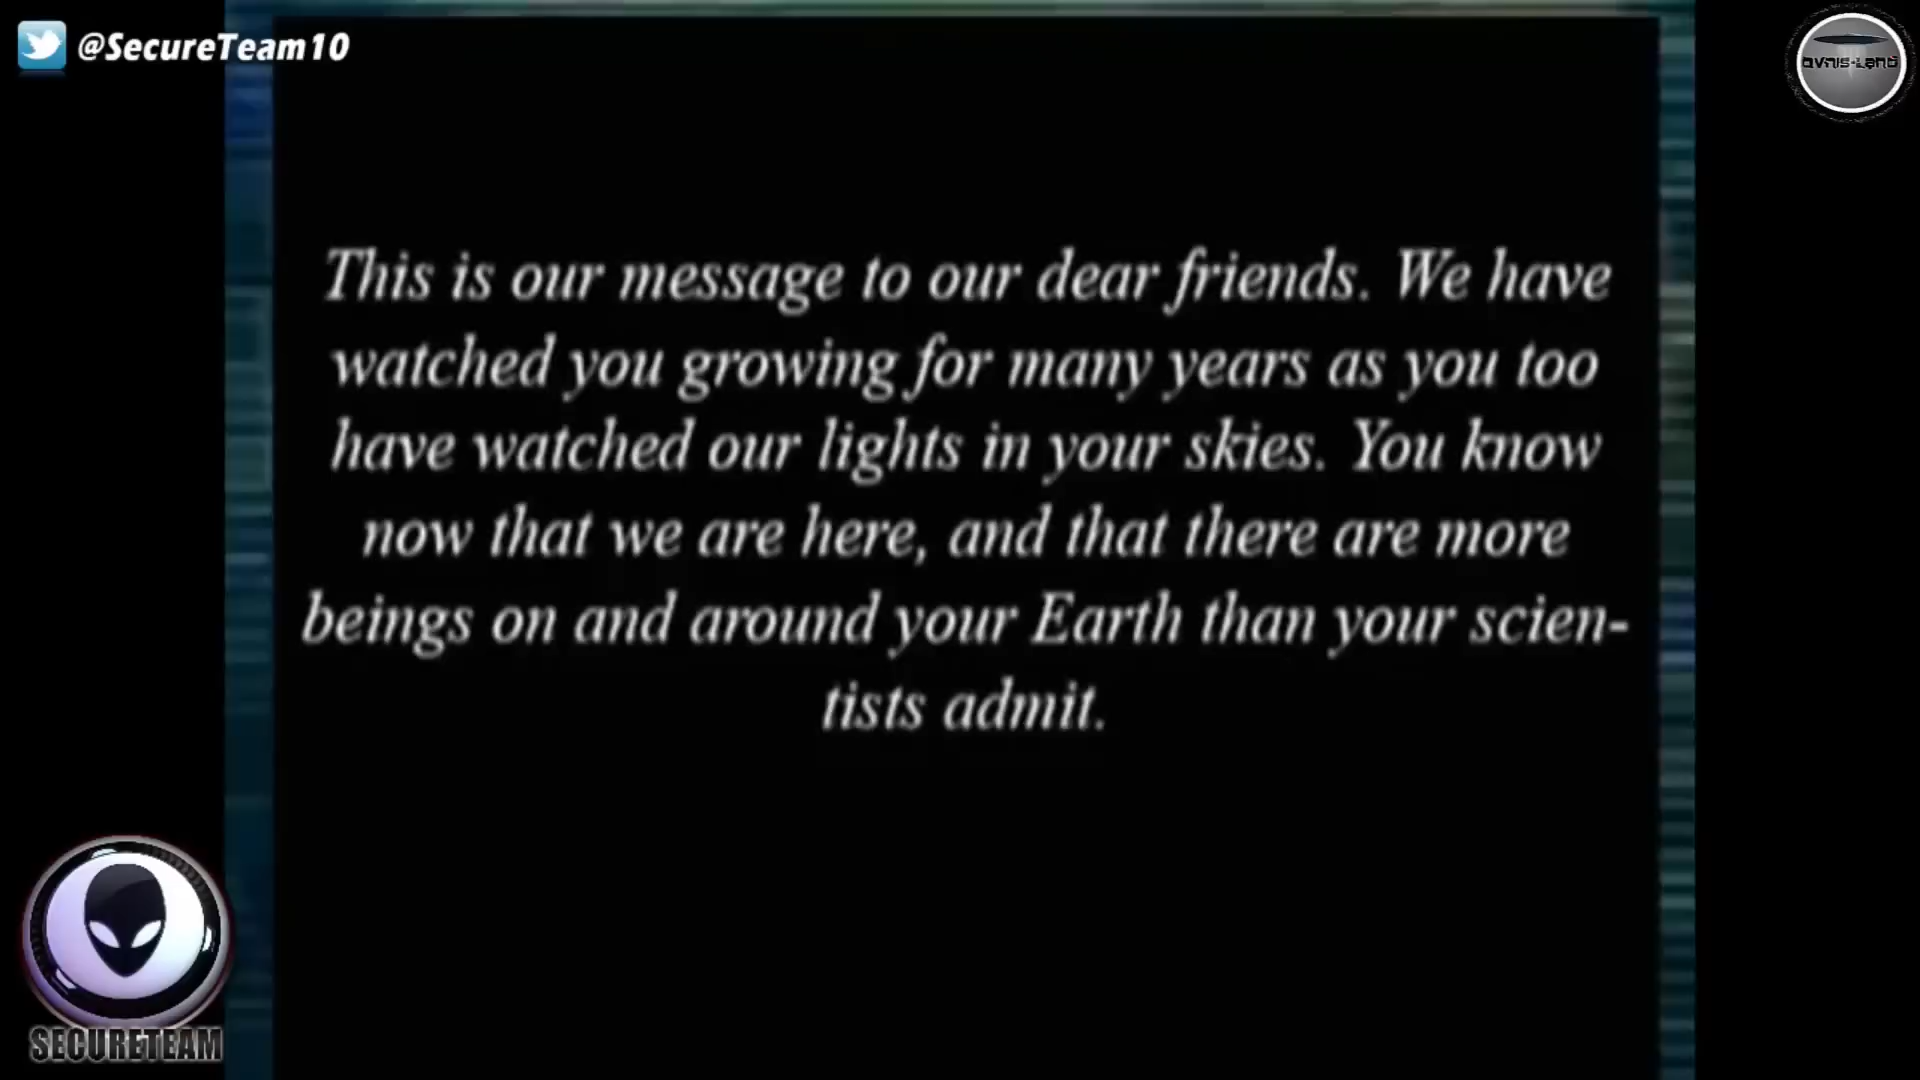 @SecureTeam10
OVNIS-LAND
This is our message to our dear friends. We have
watched you growing for many years as you too
have watched our lights in your skies. You know
now that we are here, and that there are more
beings on and around your Earth than your scien-
tists admit.
SECURETEAM